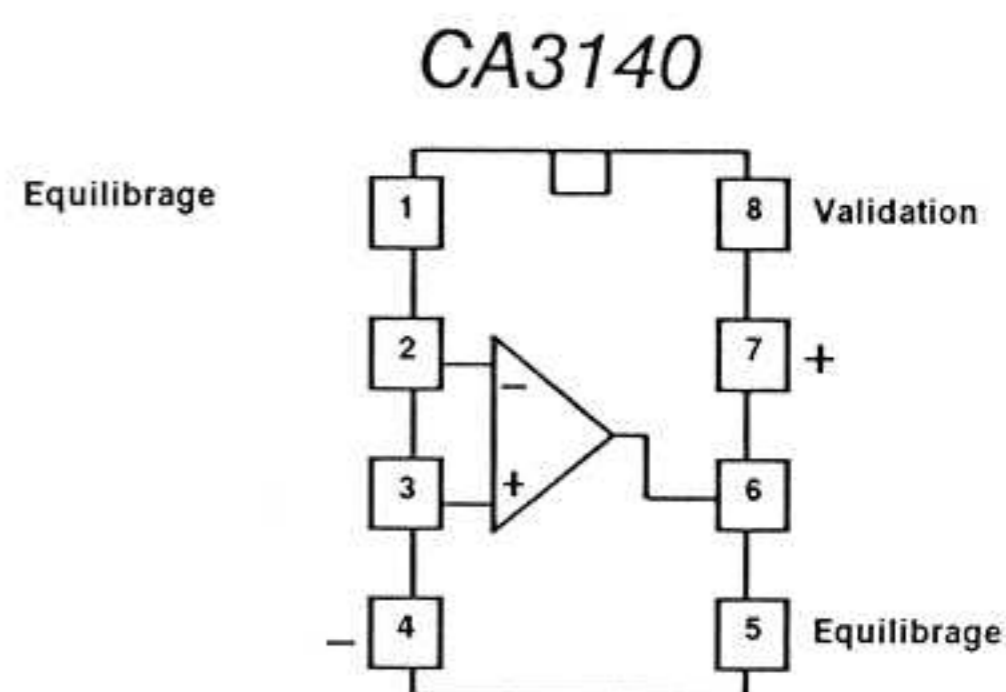 CA3140
Equilibrage 1 8 Validation
2 7 +
−
3 + 6
− 4 5 Equilibrage